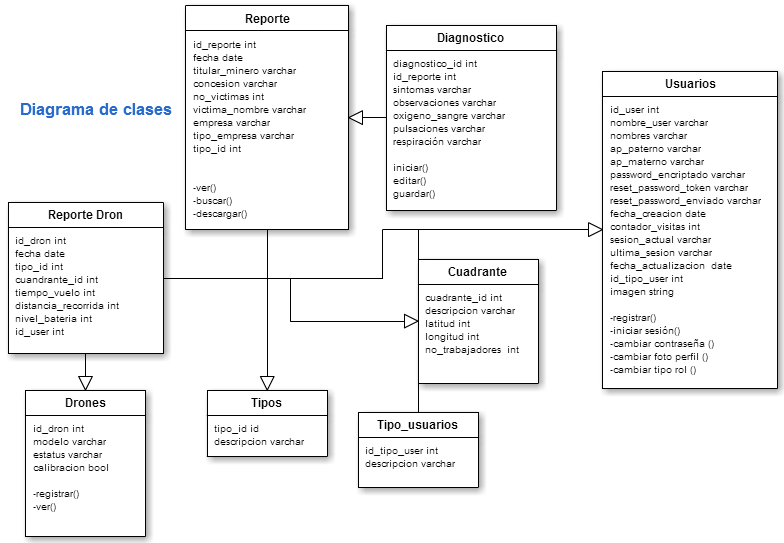 Diagrama de clases
Reporte
id_reporte int
fecha date
titular_minero varchar
concesion varchar
no_victimas int
victima_nombre varchar
empresa varchar
tipo_empresa varchar
tipo_id int
-ver()
-buscar()
-descargar()
Diagnostico
diagnostico_id int
id_reporte int
sintomas varchar
observaciones varchar
oxigeno_sangre varchar
pulsaciones varchar
respiración varchar
iniciar()
editar()
guardar()
Usuarios
id_user int
nombre_user varchar
nombres varchar
ap_paterno varchar
ap_materno varchar
password_encriptado varchar
reset_password_token varchar
reset_password_enviado varchar
fecha_creacion date
contador_visitas int
sesion_actual varchar
ultima_sesion varchar
fecha_actualizacion date
id_tipo_user int
imagen string
-registrar()
-iniciar sesión()
-cambiar contraseña ()
-cambiar foto perfil ()
-cambiar tipo rol ()
Reporte Dron
id_dron int
fecha date
tipo_id int
cuandrante_id int
tiempo_vuelo int
distancia_recorrida int
nivel_bateria int
id_user int
Cuadrante
cuadrante_id int
descripcion varchar
latitud int
longitud int
no_trabajadores int
Drones
id_dron int
modelo varchar
estatus varchar
calibracion bool
-registrar()
-ver()
Tipos
tipo_id id
descripcion varchar
Tipo_usuarios
id_tipo_user int
descripcion varchar